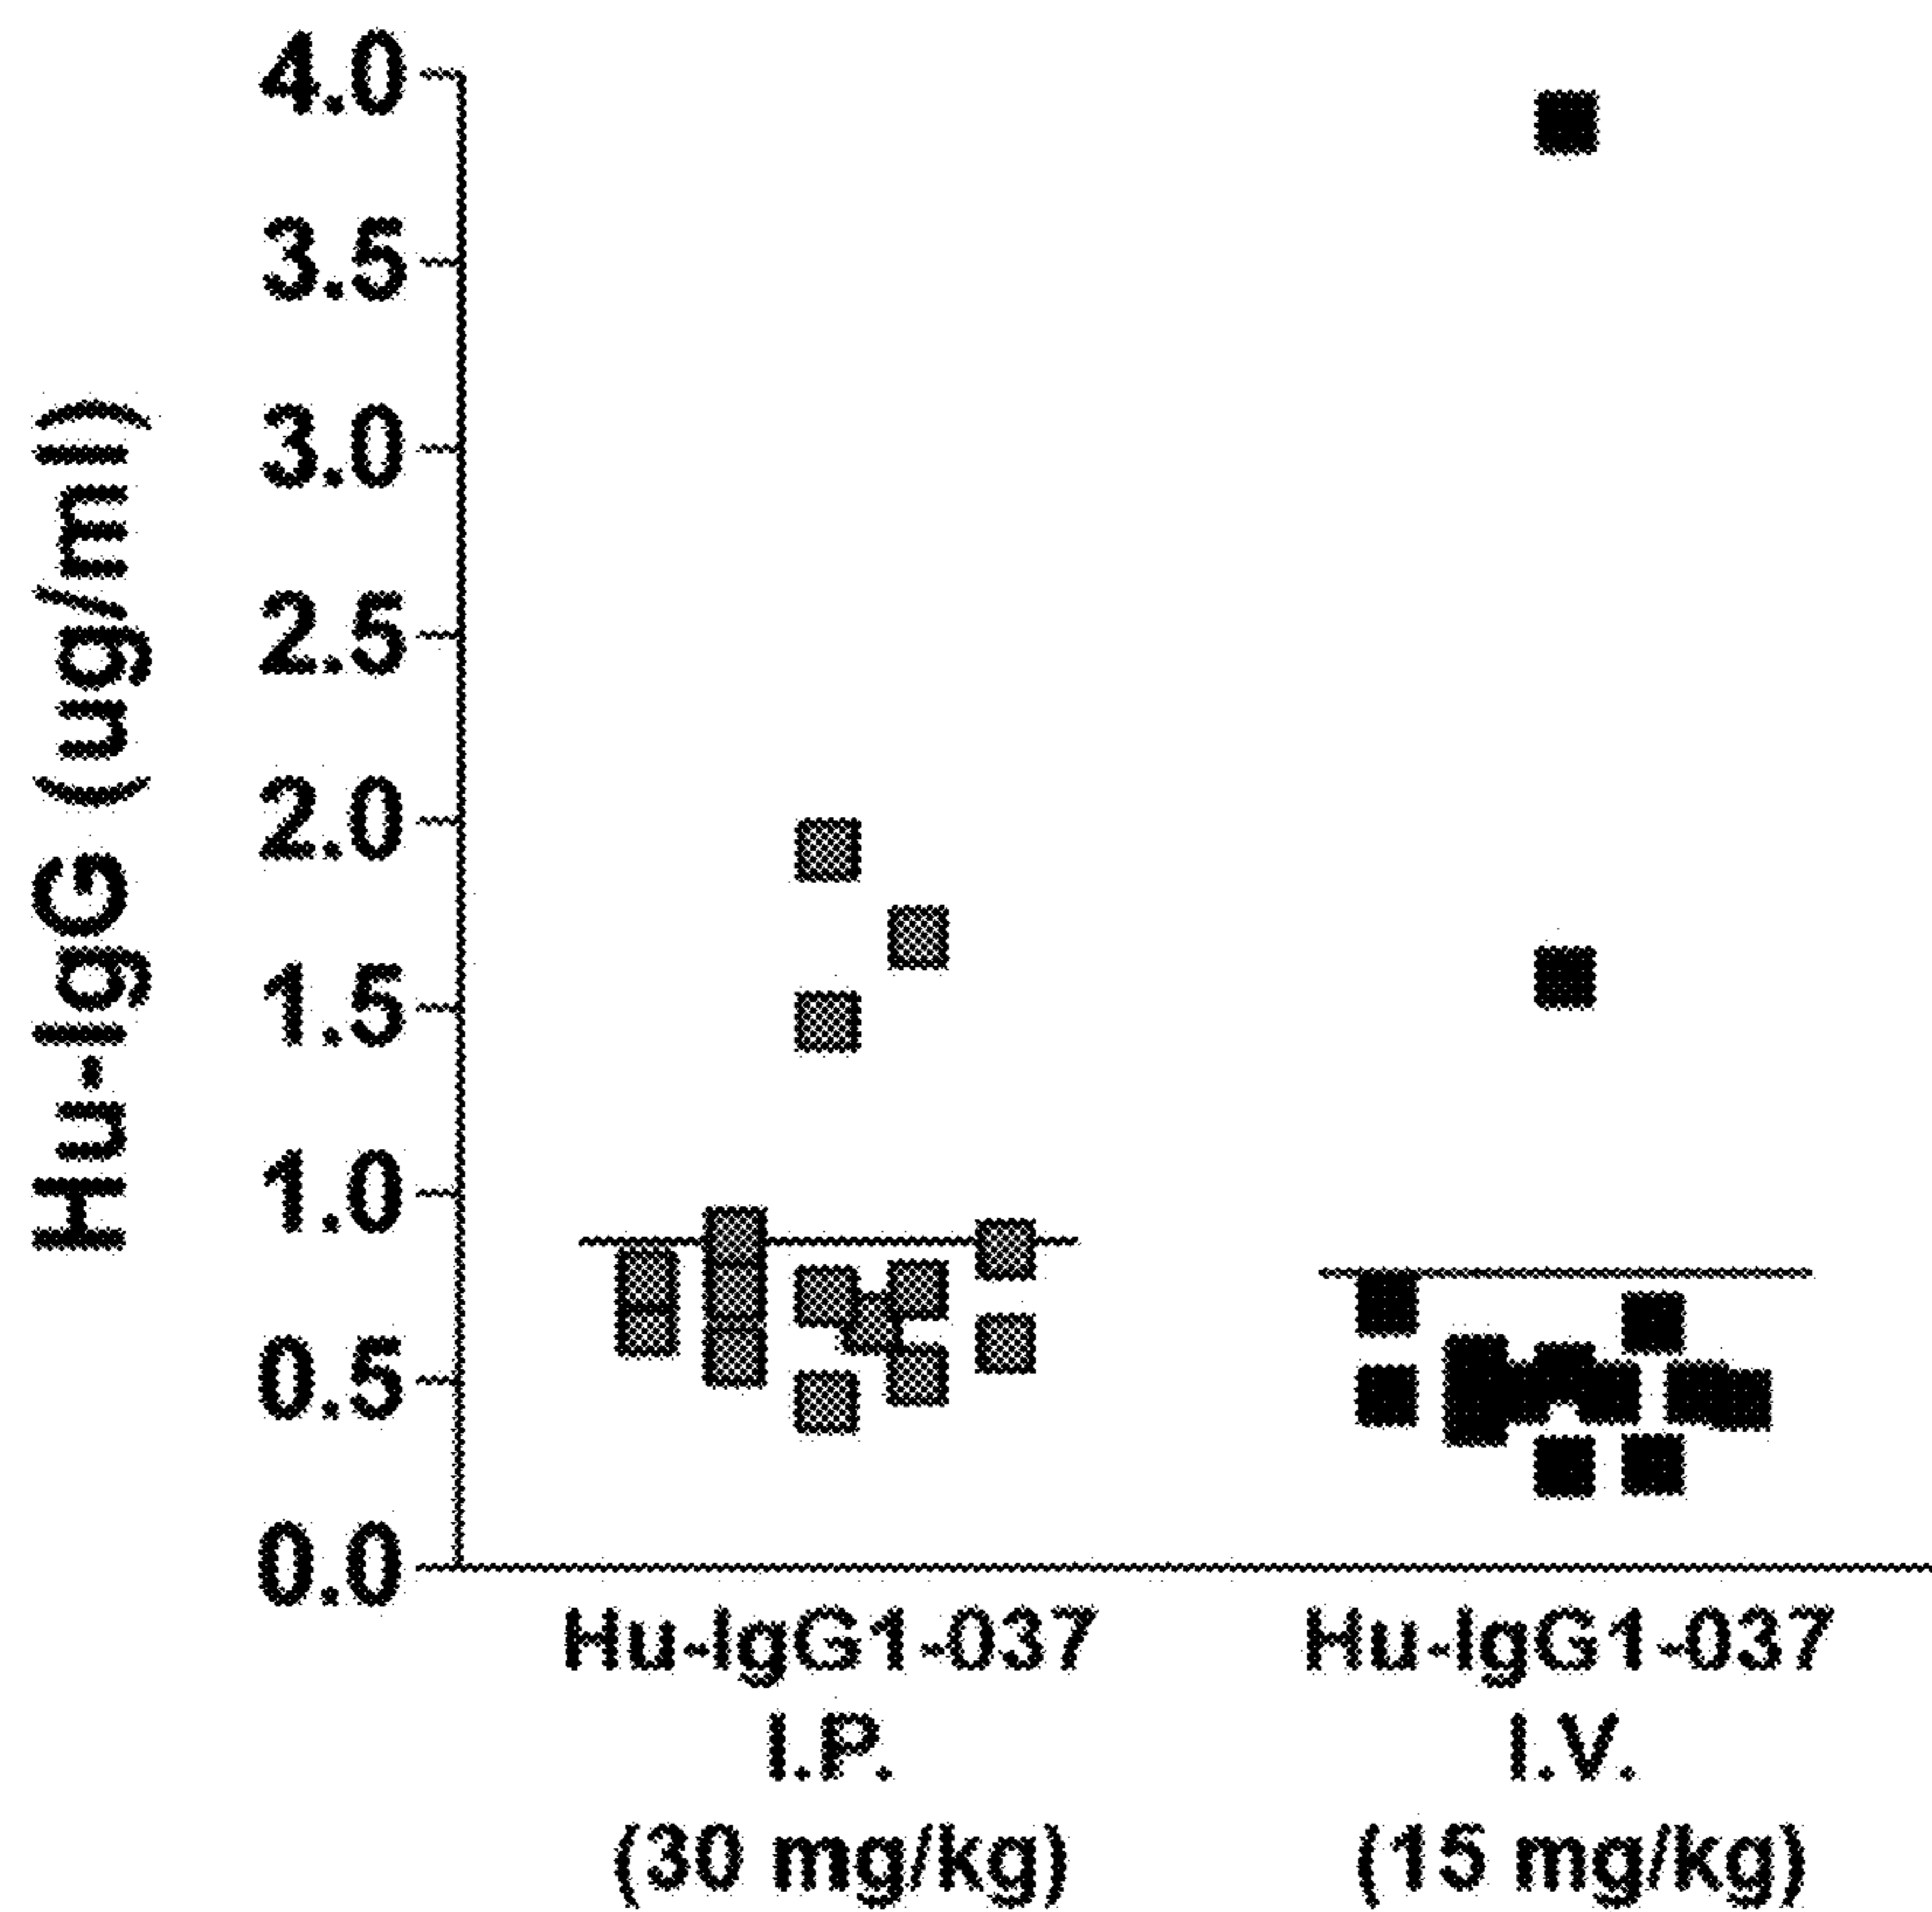 Hu-IgG (ug/ml)
4.0
3.5
3.0
2.5
2.0
1.5
1.0
0.5
0.0
Hu-IgG1-037
I.P.
(30 mg/kg)
Hu-IgG1-037
I.V.
(15 mg/kg)